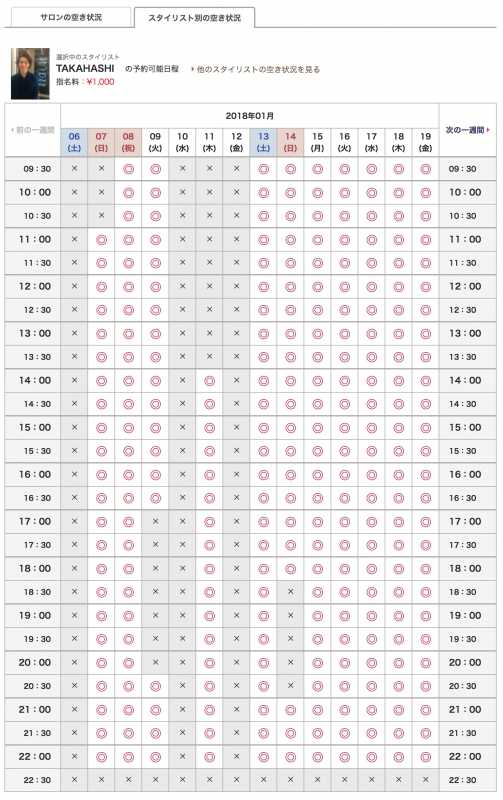 サロンの空き状況 スタイリスト別の空き状況
選択中のスタイリスト
TAKAHASHI の予約可能日程 他のスタイリストの空き状況を見る
指名料：¥1,000
前の一週間 2018年01月 次の一週間
06 07 08 09 10 11 12 13 14 15 16 17 18 19
(土) (日) (祝) (火) (水) (木) (金) (土) (日) (月) (火) (水) (木) (金)
09：30 × × ◎ ◎ × × × ◎ ◎ ◎ ◎ ◎ ◎ ◎ 09：30
10：00 × × ◎ ◎ × × × ◎ ◎ ◎ ◎ ◎ ◎ ◎ 10：00
10：30 × × ◎ ◎ × × × ◎ ◎ ◎ ◎ ◎ ◎ ◎ 10：30
11：00 × ◎ ◎ ◎ × × × ◎ ◎ ◎ ◎ ◎ ◎ ◎ 11：00
11：30 × ◎ ◎ ◎ × × × ◎ ◎ ◎ ◎ ◎ ◎ ◎ 11：30
12：00 × ◎ ◎ ◎ × × × ◎ ◎ ◎ ◎ ◎ ◎ ◎ 12：00
12：30 × ◎ ◎ ◎ × × × ◎ ◎ ◎ ◎ ◎ ◎ ◎ 12：30
13：00 × ◎ ◎ ◎ × × × ◎ ◎ ◎ ◎ ◎ ◎ ◎ 13：00
13：30 × ◎ ◎ ◎ × × × ◎ ◎ ◎ ◎ ◎ ◎ ◎ 13：30
14：00 × ◎ ◎ ◎ × ◎ × ◎ ◎ ◎ ◎ ◎ ◎ ◎ 14：00
14：30 × ◎ ◎ ◎ × ◎ × ◎ ◎ ◎ ◎ ◎ ◎ ◎ 14：30
15：00 × ◎ ◎ ◎ × ◎ × ◎ ◎ ◎ ◎ ◎ ◎ ◎ 15：00
15：30 × ◎ ◎ ◎ × ◎ × ◎ ◎ ◎ ◎ ◎ ◎ ◎ 15：30
16：00 × ◎ ◎ ◎ × ◎ × ◎ ◎ ◎ ◎ ◎ ◎ ◎ 16：00
16：30 × ◎ ◎ ◎ × ◎ × ◎ ◎ ◎ ◎ ◎ ◎ ◎ 16：30
17：00 × ◎ ◎ × × ◎ × ◎ ◎ ◎ ◎ ◎ ◎ ◎ 17：00
17：30 × ◎ ◎ × × ◎ × ◎ ◎ ◎ ◎ ◎ ◎ ◎ 17：30
18：00 × ◎ ◎ × × ◎ × ◎ ◎ ◎ ◎ ◎ ◎ ◎ 18：00
18：30 × ◎ ◎ × × ◎ × ◎ × ◎ ◎ ◎ ◎ ◎ 18：30
19：00 × ◎ ◎ × × ◎ × ◎ × ◎ ◎ ◎ ◎ ◎ 19：00
19：30 × ◎ ◎ × × ◎ × ◎ × ◎ ◎ ◎ ◎ ◎ 19：30
20：00 × ◎ ◎ × × ◎ × ◎ × ◎ ◎ ◎ ◎ ◎ 20：00
20：30 × ◎ ◎ ◎ × ◎ × ◎ × ◎ ◎ ◎ ◎ ◎ 20：30
21：00 × ◎ ◎ ◎ × ◎ × ◎ ◎ ◎ ◎ ◎ ◎ ◎ 21：00
21：30 × ◎ ◎ ◎ × ◎ × ◎ ◎ ◎ ◎ ◎ ◎ ◎ 21：30
22：00 × ◎ ◎ ◎ × ◎ × ◎ ◎ ◎ ◎ ◎ ◎ ◎ 22：00
22：30 × × × × × × × × × × × × × × 22：30